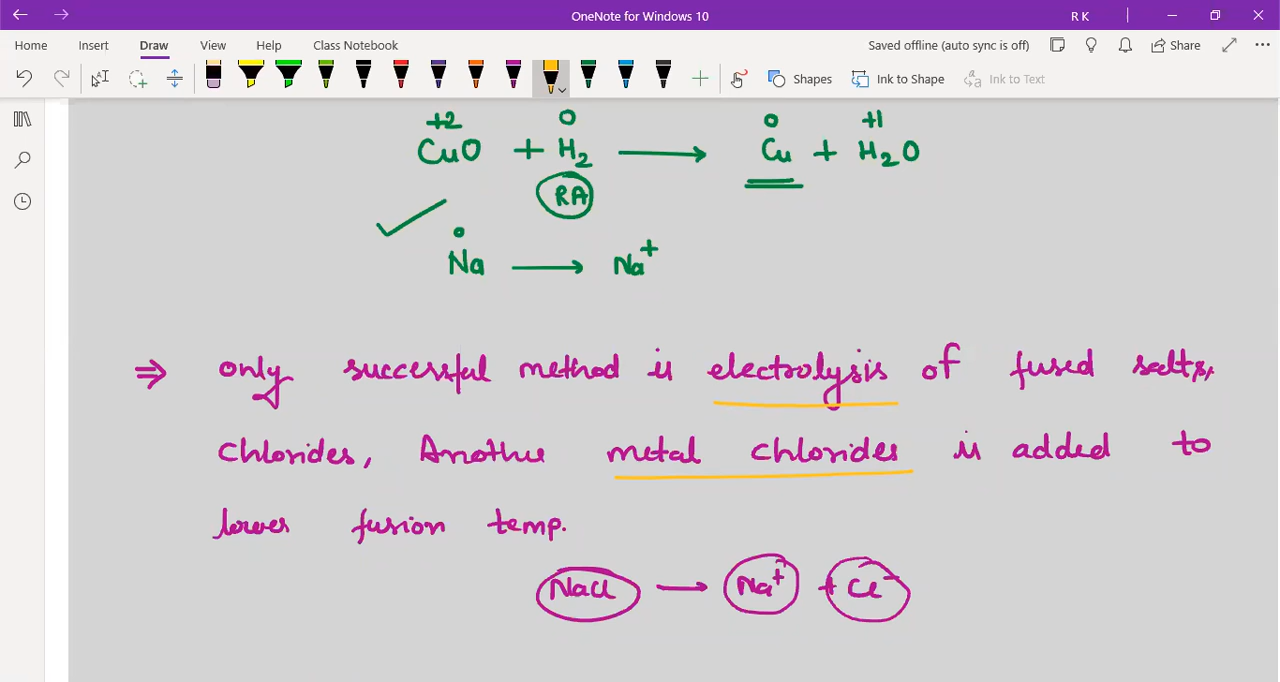 OneNote for Windows 10
R K
Home Insert Draw View Help Class Notebook
Saved offline (auto sync is off) Share
Shapes Ink to Shape Ink to Text
+2 0 0 +1
CuO + H₂ ⟶ Cu + H₂O
RA
0
Na ⟶ Na⁺
⇒ only successful method is electrolysis of fused salts,
chlorides, Another metal chlorides is added to
lower fusion temp.
NaCl ⟶ Na⁺ + Cl⁻